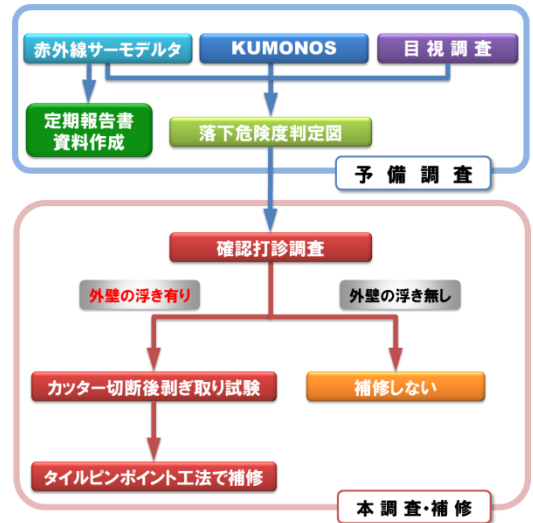 赤外線サーモデルタ
KUMONOS
目視調査
定期報告書
資料作成
落下危険度判定図
予備調査
確認打診調査
外壁の浮き有り
外壁の浮き無し
カッター切断後剥ぎ取り試験
補修しない
タイルピンポイント工法で補修
本調査・補修